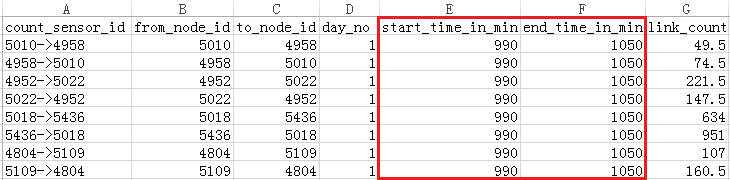 A B C D E F G
count_sensor_id from_node_id to_node_id day_no start_time_in_min end_time_in_min link_count
5010->4958 5010 4958 1 990 1050 49.5
4958->5010 4958 5010 1 990 1050 74.5
4952->5022 4952 5022 1 990 1050 221.5
5022->4952 5022 4952 1 990 1050 147.5
5018->5436 5018 5436 1 990 1050 634
5436->5018 5436 5018 1 990 1050 951
4804->5109 4804 5109 1 990 1050 107
5109->4804 5109 4804 1 990 1050 160.5